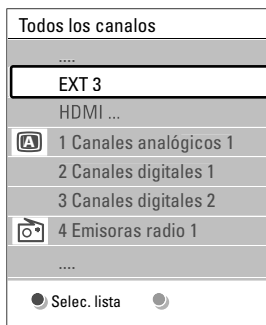 Todos los canales
....
EXT 3
HDMI ...
A 1 Canales analógicos 1
2 Canales digitales 1
3 Canales digitales 2
4 Emisoras radio 1
....
Selec. lista